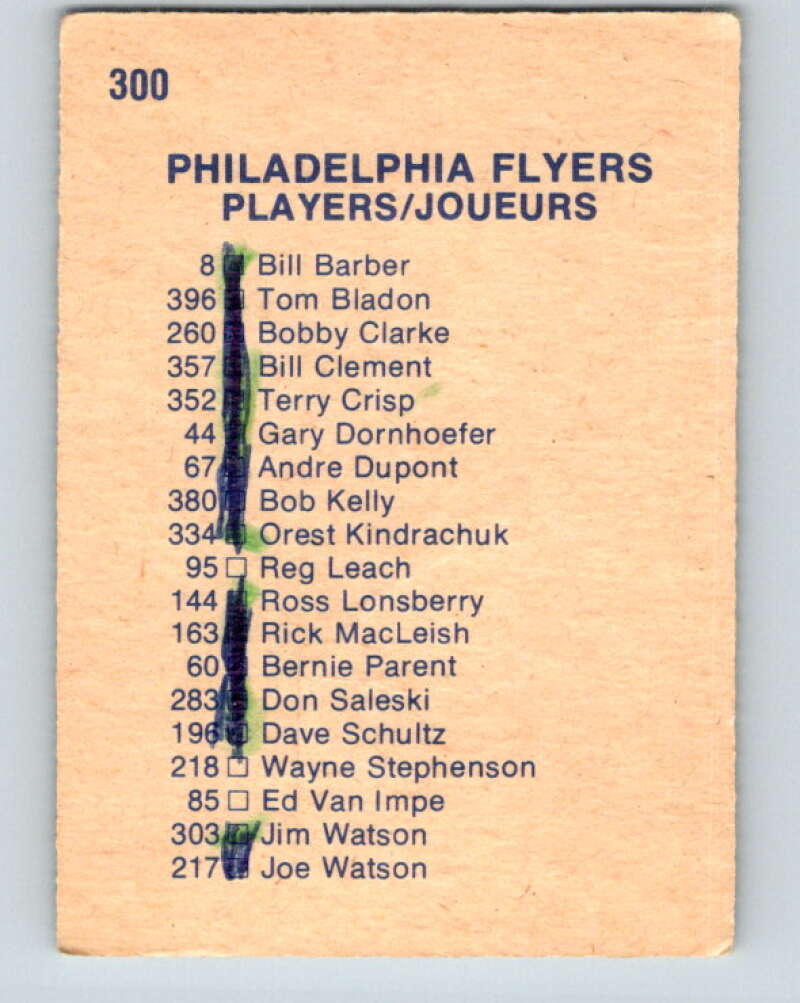 300
PHILADELPHIA FLYERS
PLAYERS/JOUEURS
8 Bill Barber
396 Tom Bladon
260 Bobby Clarke
357 Bill Clement
352 Terry Crisp
44 Gary Dornhoefer
67 Andre Dupont
380 Bob Kelly
334 Orest Kindrachuk
95 □ Reg Leach
144 Ross Lonsberry
163 Rick MacLeish
60 Bernie Parent
283 Don Saleski
196 Dave Schultz
218 □ Wayne Stephenson
85 □ Ed Van Impe
303 Jim Watson
217 Joe Watson